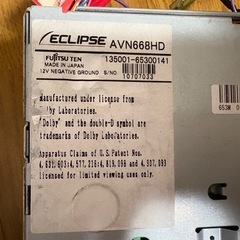 ECLIPSE AVN668HD
FUJITSU TEN 135001-65300141
MADE IN JAPAN
12V NEGATIVE GROUND S/NO 10707033
Manufactured under license from
by Laboratories.
"Dolby" and the double-D symbol are
trademarks of Dolby Laboratories.
Apparatus Claims of U.S. Patent Nos.
4,631,603;4,577,216;4,819,098 and 4,907,093
licensed for limited viewing uses only.